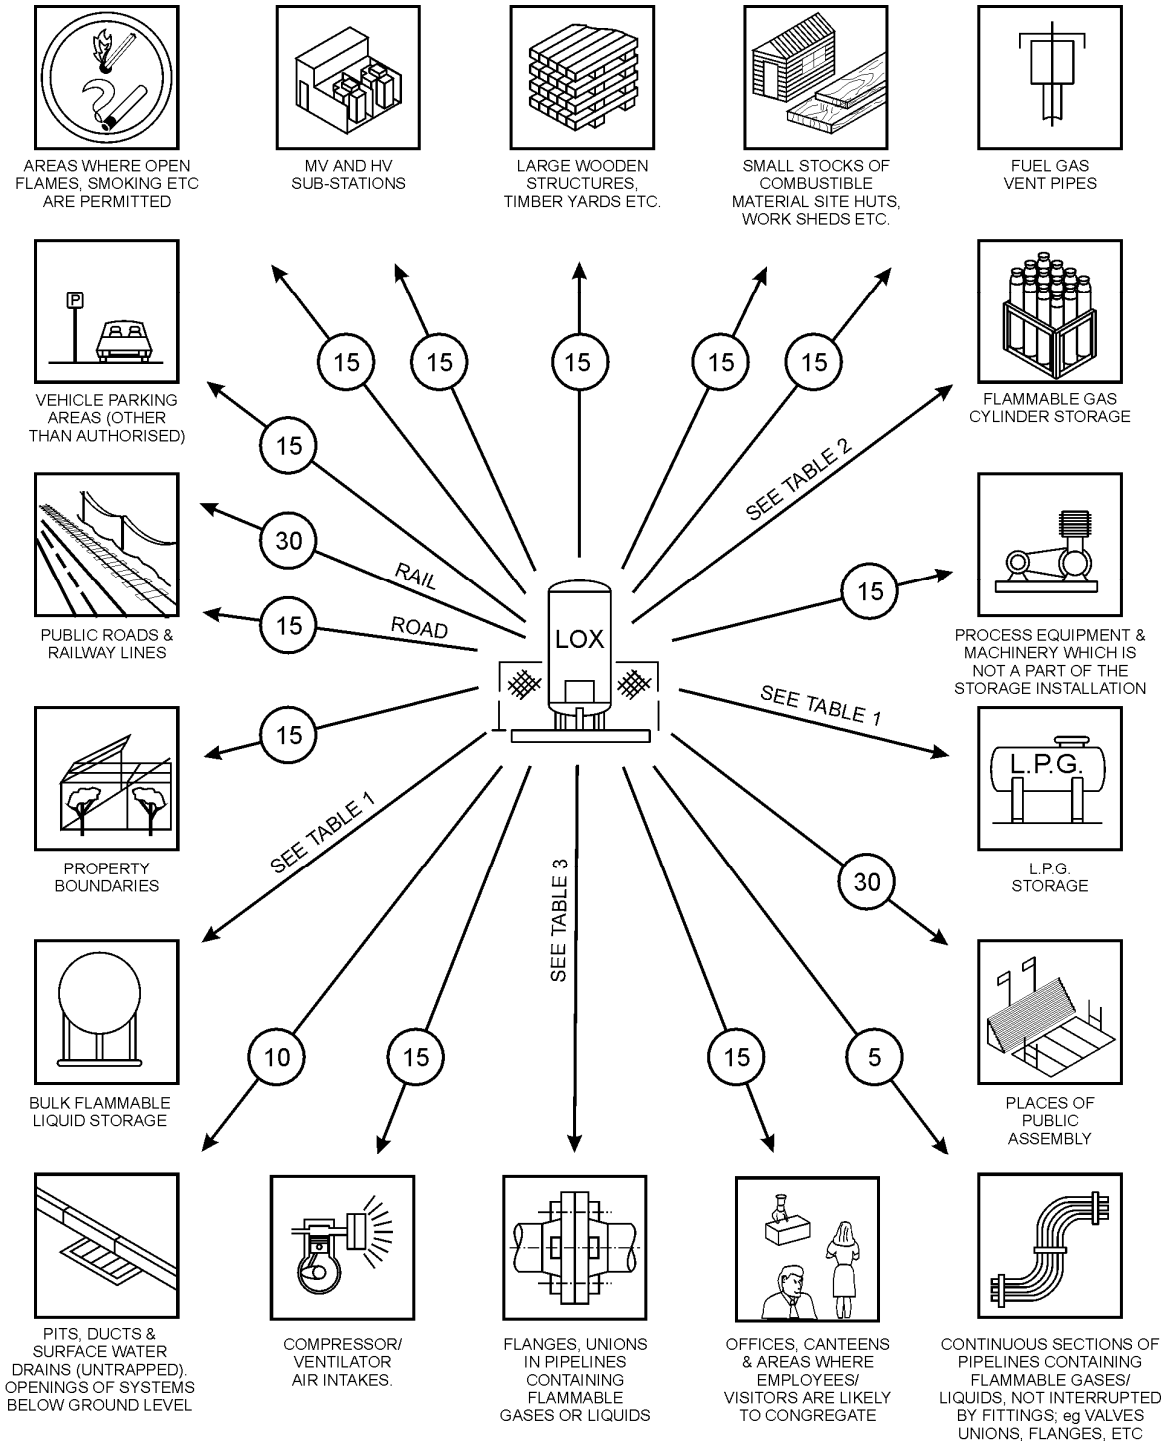 AREAS WHERE OPEN
FLAMES, SMOKING ETC
ARE PERMITTED
MV AND HV
SUB-STATIONS
LARGE WOODEN
STRUCTURES,
TIMBER YARDS ETC.
SMALL STOCKS OF
COMBUSTIBLE
MATERIAL SITE HUTS,
WORK SHEDS ETC.
FUEL GAS
VENT PIPES
P
VEHICLE PARKING
AREAS (OTHER
THAN AUTHORISED)
15
15
15
15
15
FLAMMABLE GAS
CYLINDER STORAGE
15
SEE TABLE 2
30
RAIL
15
ROAD
15
PUBLIC ROADS &
RAILWAY LINES
LOX
PROCESS EQUIPMENT &
MACHINERY WHICH IS
NOT A PART OF THE
STORAGE INSTALLATION
15
SEE TABLE 1
L.P.G.
PROPERTY
BOUNDARIES
SEE TABLE 1
SEE TABLE 3
30
L.P.G.
STORAGE
BULK FLAMMABLE
LIQUID STORAGE
10
15
15
5
PLACES OF
PUBLIC
ASSEMBLY
PITS, DUCTS &
SURFACE WATER
DRAINS (UNTRAPPED).
OPENINGS OF SYSTEMS
BELOW GROUND LEVEL
COMPRESSOR/
VENTILATOR
AIR INTAKES.
FLANGES, UNIONS
IN PIPELINES
CONTAINING
FLAMMABLE
GASES OR LIQUIDS
OFFICES, CANTEENS
& AREAS WHERE
EMPLOYEES/
VISITORS ARE LIKELY
TO CONGREGATE
CONTINUOUS SECTIONS OF
PIPELINES CONTAINING
FLAMMABLE GASES/
LIQUIDS, NOT INTERRUPTED
BY FITTINGS; eg VALVES
UNIONS, FLANGES, ETC